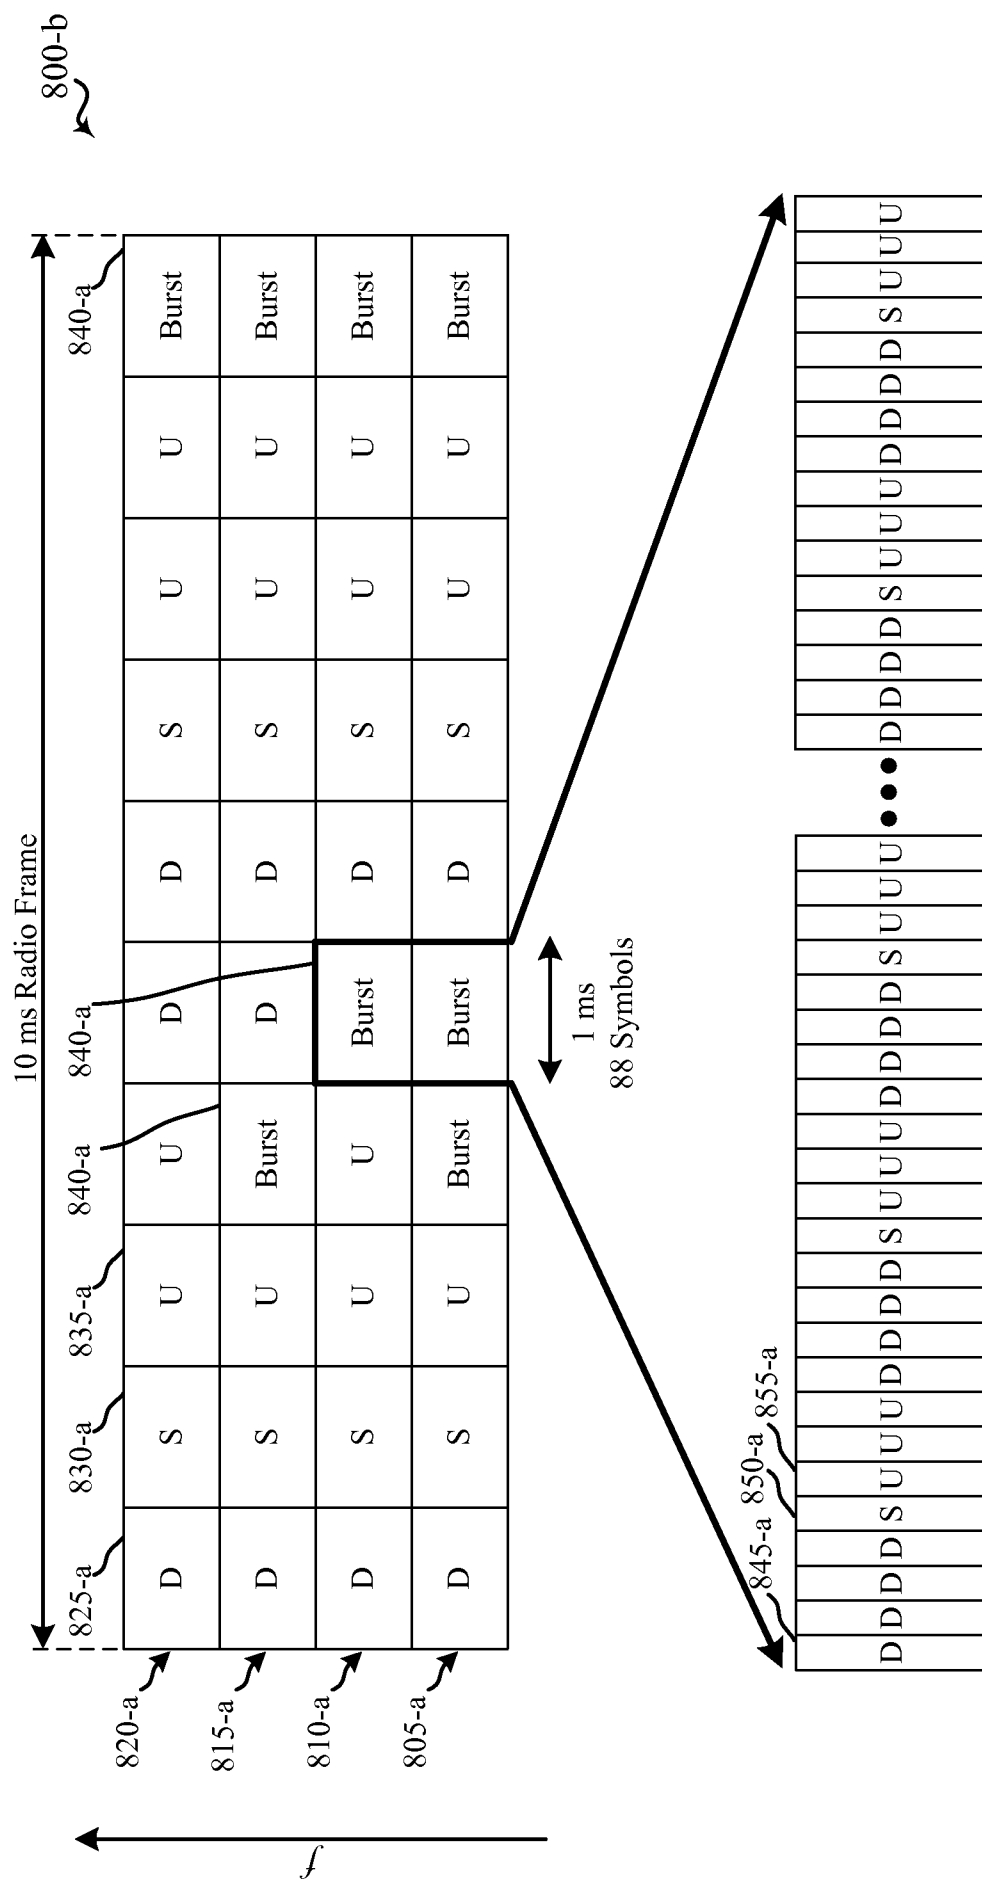 10 ms Radio Frame
800-b
825-a 830-a 835-a 840-a 840-a 840-a
820-a D S U U D D S U U Burst
815-a D S U Burst D D S U U Burst
810-a D S U U Burst D S U U Burst
805-a D S U Burst Burst D S U U Burst
f
1 ms
88 Symbols
845-a 850-a 855-a
D D D D S U U U D D D D S U U U D D D D S U U U ••• D D D D S U U U D D D D S U U U